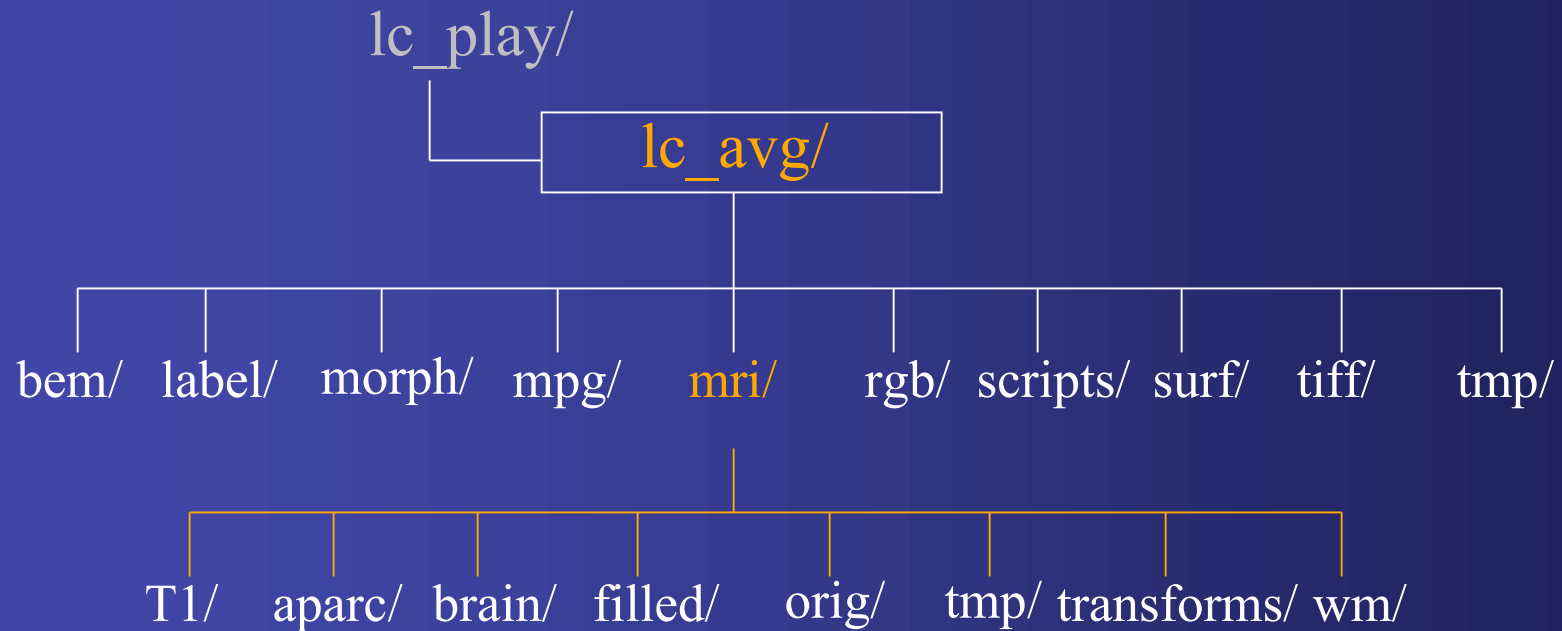 lc_play/
lc_avg/
bem/ label/ morph/ mpg/ mri/ rgb/ scripts/ surf/ tiff/ tmp/
T1/ aparc/ brain/ filled/ orig/ tmp/ transforms/ wm/